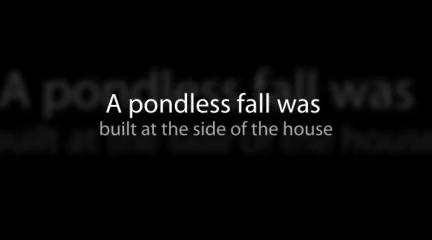 A pondless fall was
built at the side of the house